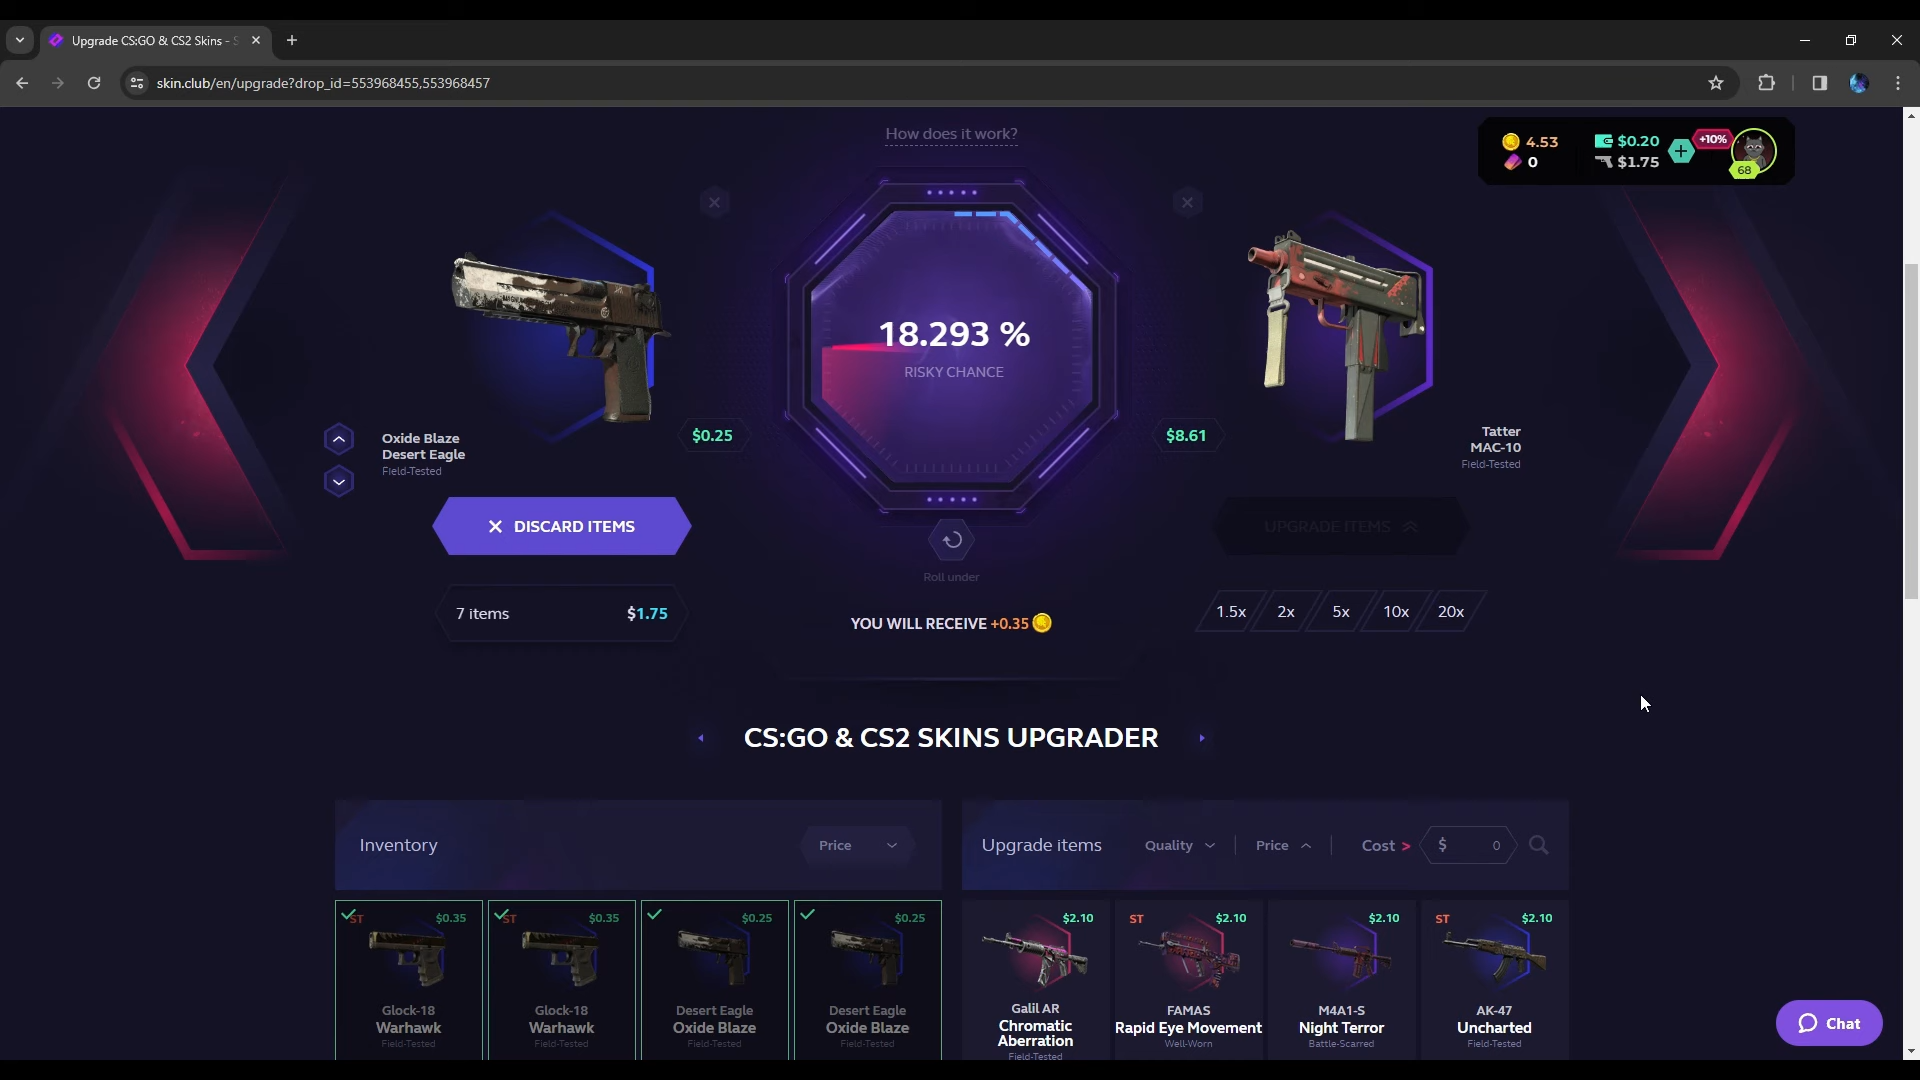 Upgrade CS:GO & CS2 Skins - S
skin.club/en/upgrade?drop_id=553968455,553968457
How does it work?
4.53
0
$0.20
$1.75
+10%
68
18.293 %
RISKY CHANCE
MAGNUM
Oxide Blaze
Desert Eagle
Field-Tested
$0.25
$8.61
Tatter
MAC-10
Field-Tested
DISCARD ITEMS
UPGRADE ITEMS
Roll under
7 items
$1.75
YOU WILL RECEIVE +0.35
1.5x
2x
5x
10x
20x
CS:GO & CS2 SKINS UPGRADER
Inventory
Price
Upgrade items
Quality
Price
Cost >
$ 0
ST
$0.35
Glock-18
Warhawk
Field-Tested
ST
$0.35
Glock-18
Warhawk
Field-Tested
$0.25
Desert Eagle
Oxide Blaze
Field-Tested
$0.25
Desert Eagle
Oxide Blaze
Field-Tested
$2.10
Galil AR
Chromatic
Aberration
Field-Tested
ST
$2.10
FAMAS
Rapid Eye Movement
Well-Worn
$2.10
M4A1-S
Night Terror
Battle-Scarred
ST
$2.10
AK-47
Uncharted
Field-Tested
Chat